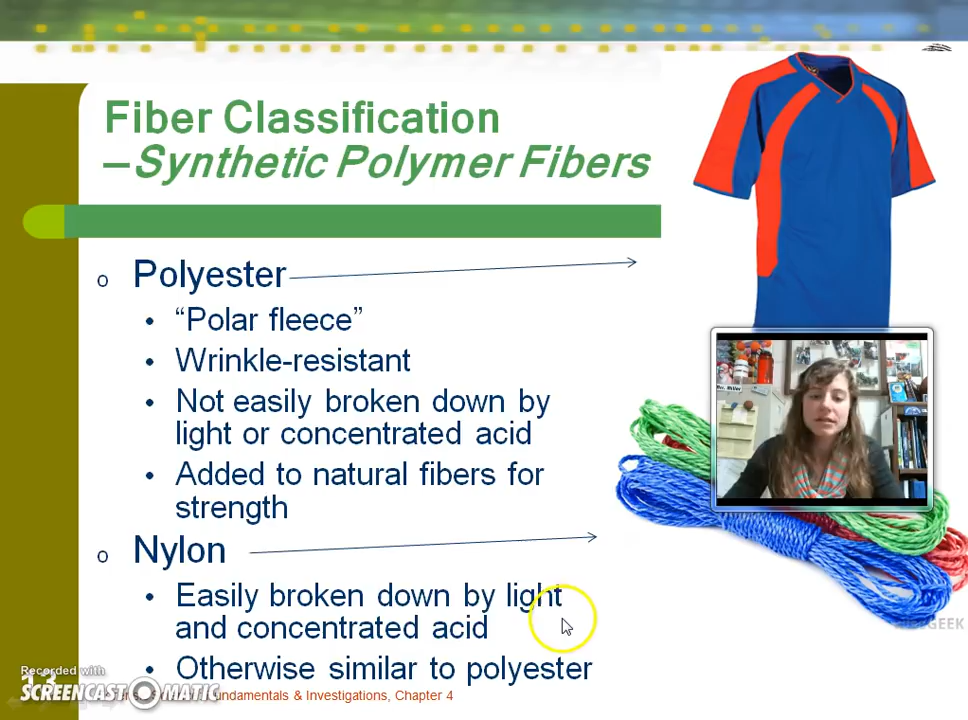 Fiber Classification
–Synthetic Polymer Fibers
o Polyester
• “Polar fleece”
• Wrinkle-resistant
• Not easily broken down by
light or concentrated acid
• Added to natural fibers for
strength
o Nylon
• Easily broken down by light
and concentrated acid
• Otherwise similar to polyester
Recorded with
SCREENCAST MATIC
Fundamentals & Investigations, Chapter 4
GEEK